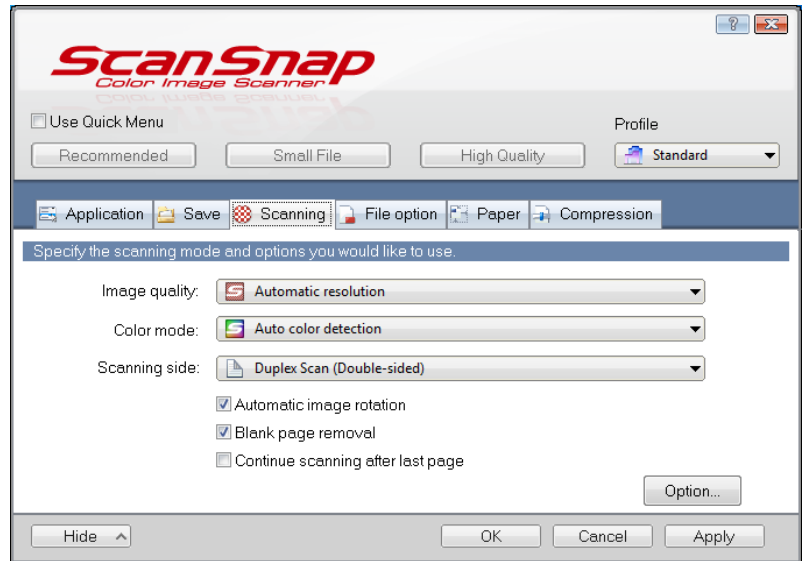 ScanSnap
Color Image Scanner
Use Quick Menu
Profile
Recommended Small File High Quality Standard
Application Save Scanning File option Paper Compression
Specify the scanning mode and options you would like to use.
Image quality: Automatic resolution
Color mode: Auto color detection
Scanning side: Duplex Scan (Double-sided)
Automatic image rotation
Blank page removal
Continue scanning after last page
Option...
Hide OK Cancel Apply